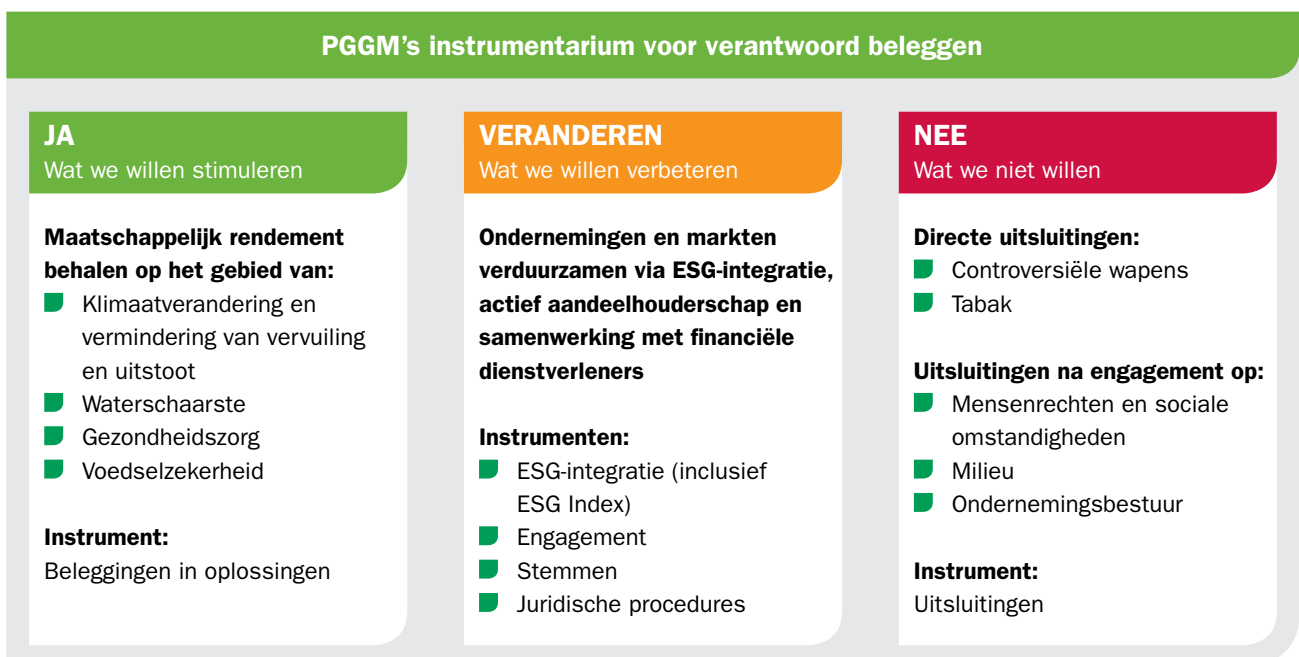 PGGM’s instrumentarium voor verantwoord beleggen
JA
Wat we willen stimuleren
Maatschappelijk rendement
behalen op het gebied van:
Klimaatverandering en
vermindering van vervuiling
en uitstoot
Waterschaarste
Gezondheidszorg
Voedselzekerheid
Instrument:
Beleggingen in oplossingen
VERANDEREN
Wat we willen verbeteren
Ondernemingen en markten
verduurzamen via ESG-integratie,
actief aandeelhouderschap en
samenwerking met financiële
dienstverleners
Instrumenten:
ESG-integratie (inclusief
ESG Index)
Engagement
Stemmen
Juridische procedures
NEE
Wat we niet willen
Directe uitsluitingen:
Controversiële wapens
Tabak
Uitsluitingen na engagement op:
Mensenrechten en sociale
omstandigheden
Milieu
Ondernemingsbestuur
Instrument:
Uitsluitingen